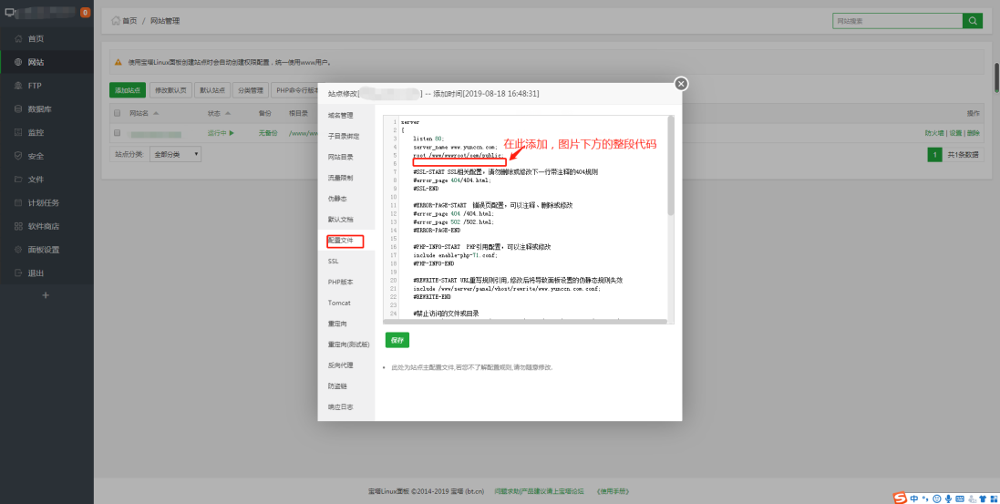 0
首页
网站
FTP
数据库
监控
安全
文件
计划任务
软件商店
面板设置
退出
首页 / 网站管理
网站搜索
使用宝塔Linux面板创建站点时会自动创建权限配置，统一使用www用户。
添加站点 修改默认页 默认站点 分类管理 PHP命令行版本
网站名 状态 备份 根目录 操作
运行中 无备份 /www/ww 防火墙 | 设置 | 删除
站点分类: 全部分类 1 共1条数据
站点修改[ ] -- 添加时间[2019-08-18 16:48:31]
域名管理
子目录绑定
网站目录
流量限制
伪静态
默认文档
配置文件
SSL
PHP版本
Tomcat
重定向
重定向(测试版)
反向代理
防盗链
响应日志
1 server
2 {
3 listen 80;
4 server_name www.yunccn.com;
5 root /www/wwwroot/oem/public;
6
7 #SSL-START SSL相关配置，请勿删除或修改下一行带注释的404规则
8 #error_page 404/404.html;
9 #SSL-END
10
11 #ERROR-PAGE-START 错误页配置，可以注释、删除或修改
12 #error_page 404 /404.html;
13 #error_page 502 /502.html;
14 #ERROR-PAGE-END
15
16 #PHP-INFO-START PHP引用配置，可以注释或修改
17 include enable-php-71.conf;
18 #PHP-INFO-END
19
20 #REWRITE-START URL重写规则引用,修改后将导致面板设置的伪静态规则失效
21 include /www/server/panel/vhost/rewrite/www.yunccn.com.conf;
22 #REWRITE-END
23
24 #禁止访问的文件或目录
在此添加，图片下方的整段代码
保存
此处为站点主配置文件,若您不了解配置规则,请勿随意修改.
宝塔Linux面板 ©2014-2019 宝塔 (bt.cn) 问题求助|产品建议请上宝塔论坛 《使用手册》
S 中